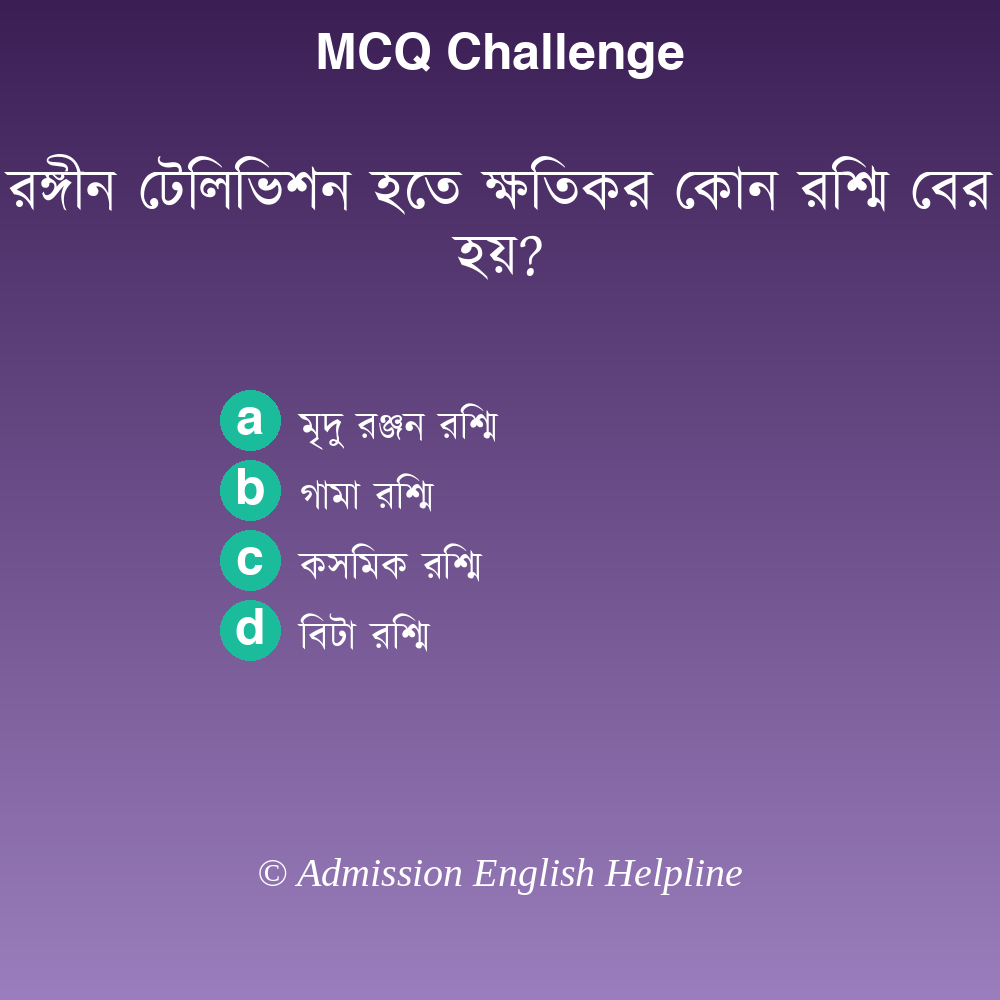 MCQ Challenge
রঙ্গীন টেলিভিশন হতে ক্ষতিকর কোন রশ্মি বের
হয়?
a মৃদু রঞ্জন রশ্মি
b গামা রশ্মি
c কসমিক রশ্মি
d বিটা রশ্মি
© Admission English Helpline